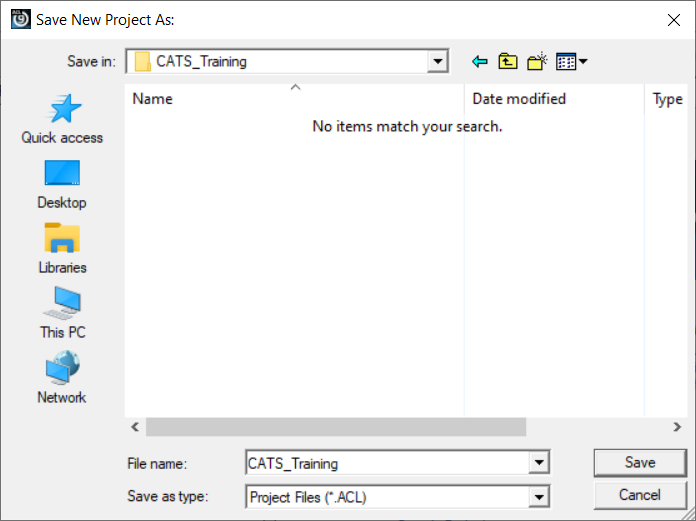 Save New Project As:
Save in: CATS_Training
Name Date modified Type
No items match your search.
Quick access
Desktop
Libraries
This PC
Network
File name: CATS_Training Save
Save as type: Project Files (*.ACL) Cancel